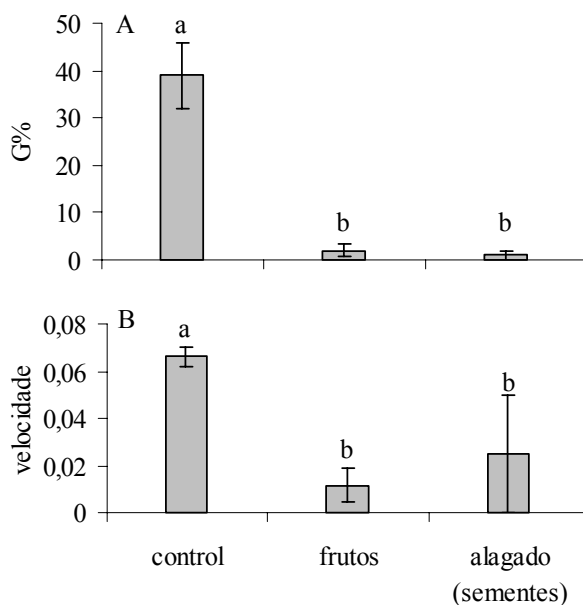 A
50
40
30
20
10
0
G%
a
b
b
B
0,08
0,06
0,04
0,02
0
velocidade
a
b
b
control
frutos
alagado
(sementes)